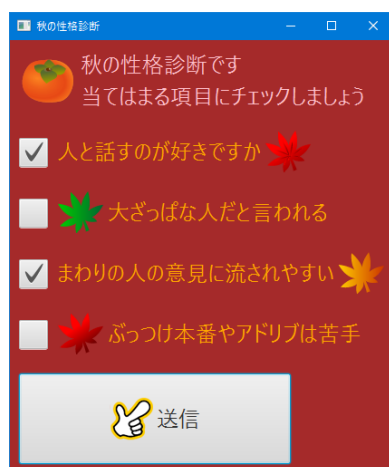 秋の性格診断
秋の性格診断です
当てはまる項目にチェックしましょう
人と話すのが好きですか
大ざっぱな人だと言われる
まわりの人の意見に流されやすい
ぶっつけ本番やアドリブは苦手
送信